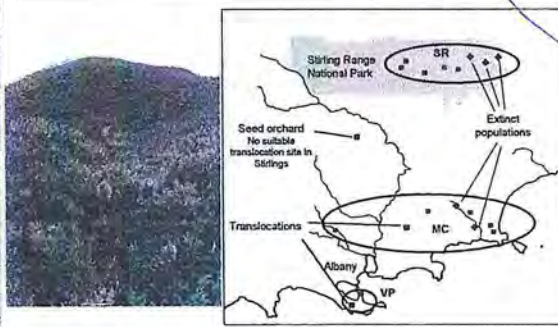 SR
Stirling Range
National Park
Extinct
populations
Seed orchard
No suitable
translocation site in
Stirlings
Translocations
MC
Albany
VP